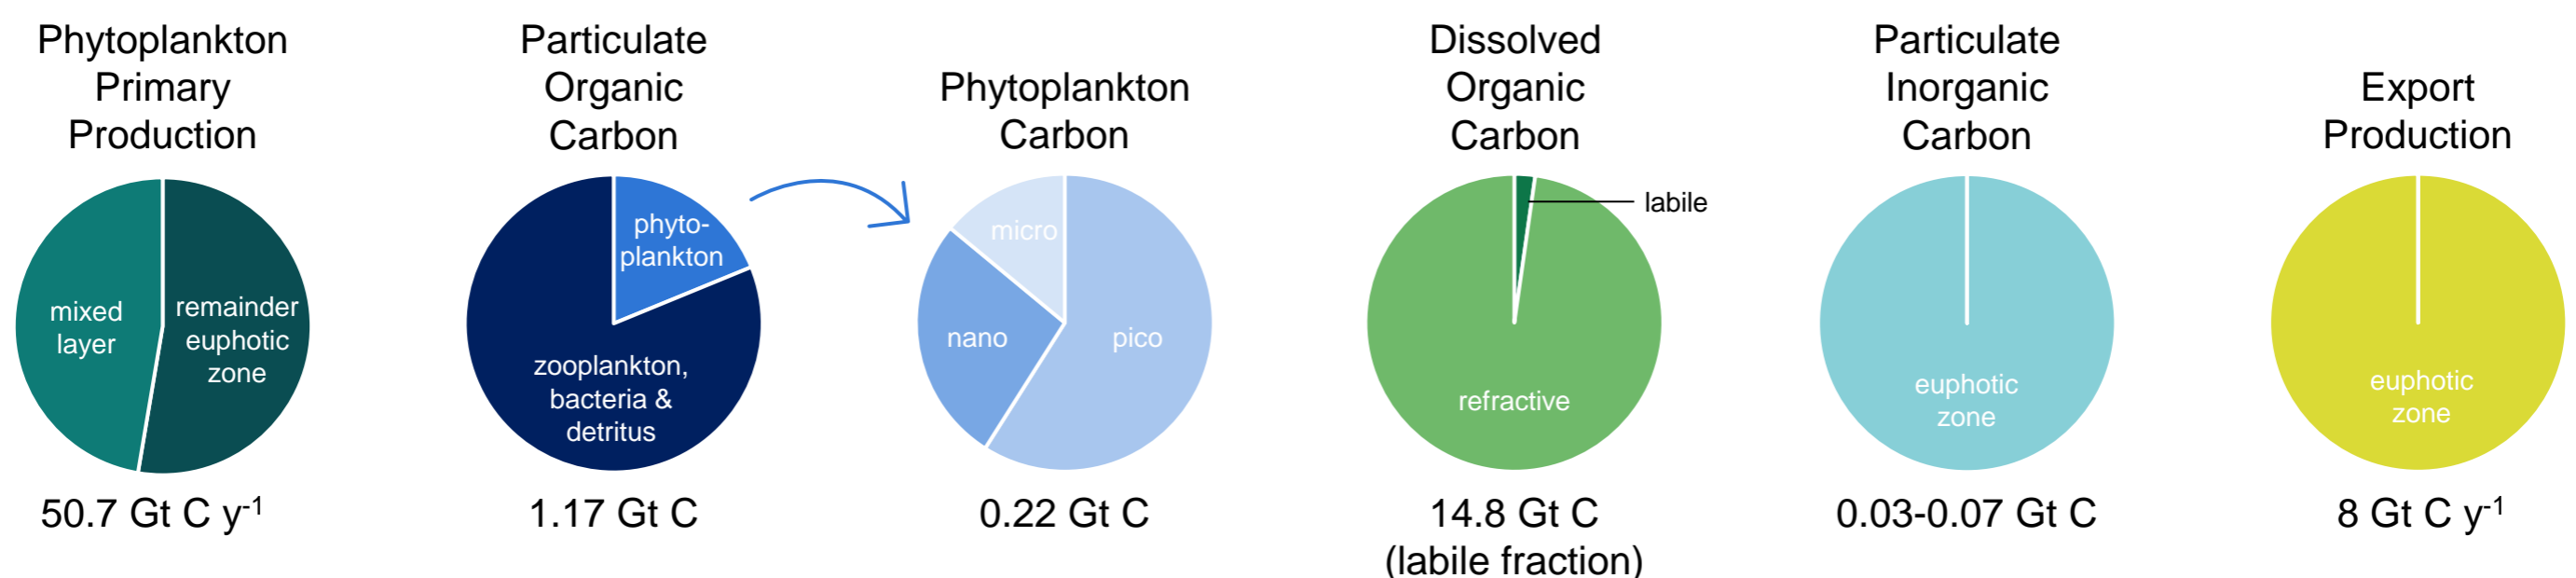 Phytoplankton
Primary
Production
mixed
layer
remainder
euphotic
zone
50.7 Gt C y-1
Particulate
Organic
Carbon
phyto-
plankton
zooplankton,
bacteria &
detritus
1.17 Gt C
Phytoplankton
Carbon
micro
nano
pico
0.22 Gt C
Dissolved
Organic
Carbon
labile
refractive
14.8 Gt C
(labile fraction)
Particulate
Inorganic
Carbon
euphotic
zone
0.03-0.07 Gt C
Export
Production
euphotic
zone
8 Gt C y-1